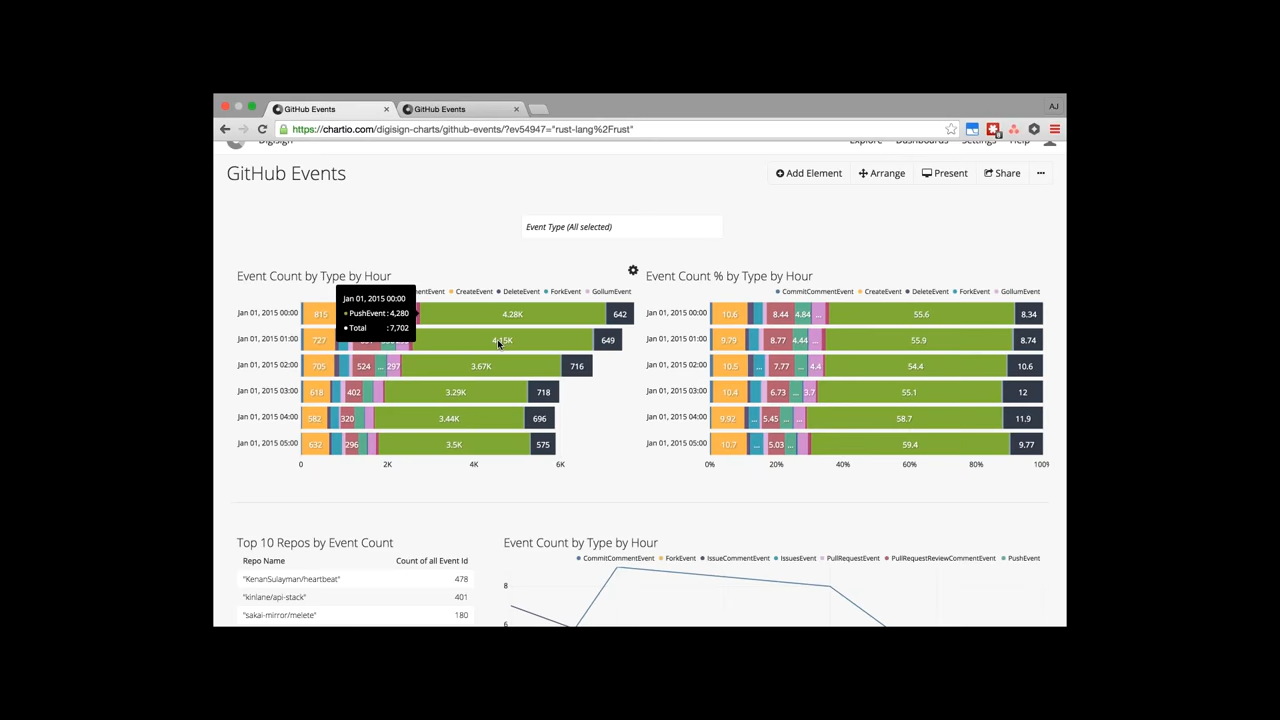 GitHub Events
GitHub Events
AJ
https://chartio.com/digisign-charts/github-events/?ev54947="rust-lang%2Frust"
Digisign Explore Dashboards Settings Help
GitHub Events
Add Element Arrange Present Share ...
Event Type (All selected)
Event Count by Type by Hour
CreateEvent DeleteEvent ForkEvent GollumEvent
Jan 01, 2015 00:00
PushEvent : 4,280
Total : 7,702
Jan 01, 2015 00:00 815 4.28K 642
Jan 01, 2015 01:00 727 4.15K 649
Jan 01, 2015 02:00 705 524 ... 297 3.67K 716
Jan 01, 2015 03:00 618 402 3.29K 718
Jan 01, 2015 04:00 582 320 3.44K 696
Jan 01, 2015 05:00 632 296 3.5K 575
0 2K 4K 6K
Event Count % by Type by Hour
CommitCommentEvent CreateEvent DeleteEvent ForkEvent GollumEvent
Jan 01, 2015 00:00 10.6 8.44 4.84 ... 55.6 8.34
Jan 01, 2015 01:00 9.79 8.77 4.44 ... 55.9 8.74
Jan 01, 2015 02:00 10.5 7.77 ... 4.4 54.4 10.6
Jan 01, 2015 03:00 10.4 6.73 ... 3.7 55.1 12
Jan 01, 2015 04:00 9.92 ... 5.45 ... ... 58.7 11.9
Jan 01, 2015 05:00 10.7 ... 5.03 ... 59.4 9.77
0% 20% 40% 60% 80% 100%
Top 10 Repos by Event Count
Repo Name Count of all Event Id
"KenanSulayman/heartbeat" 478
"kinlane/api-stack" 401
"sakai-mirror/melete" 180
Event Count by Type by Hour
CommitCommentEvent ForkEvent IssueCommentEvent IssuesEvent PullRequestEvent PullRequestReviewCommentEvent PushEvent
8
6